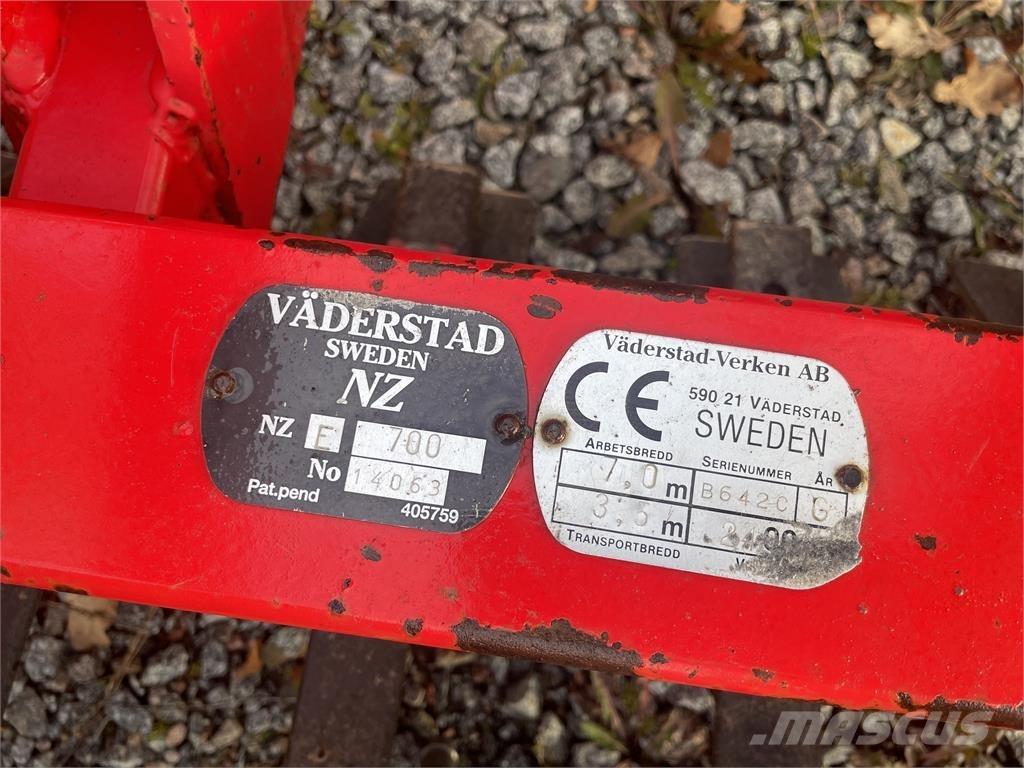 VÄDERSTAD
SWEDEN
NZ
NZ F 700
No 14063
Pat.pend
405759
Väderstad-Verken AB
CE
590 21 VÄDERSTAD
SWEDEN
ARBETSBREDD SERIENUMMER ÅR
7,0 m B642C G
m
TRANSPORTBREDD
MASCUS